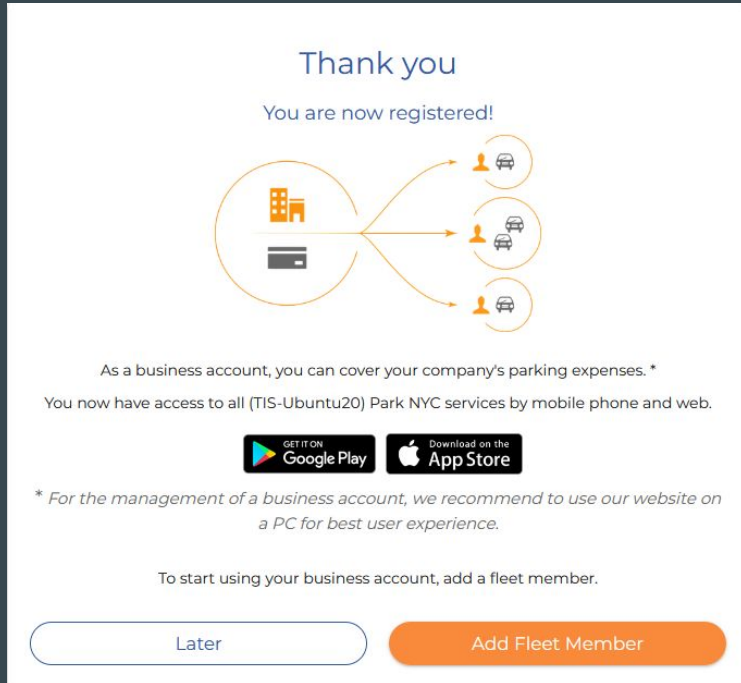 Thank you
You are now registered!
As a business account, you can cover your company's parking expenses. *
You now have access to all (TIS-Ubuntu20) Park NYC services by mobile phone and web.
GET IT ON
Google Play
Download on the
App Store
* For the management of a business account, we recommend to use our website on
a PC for best user experience.
To start using your business account, add a fleet member.
Later
Add Fleet Member